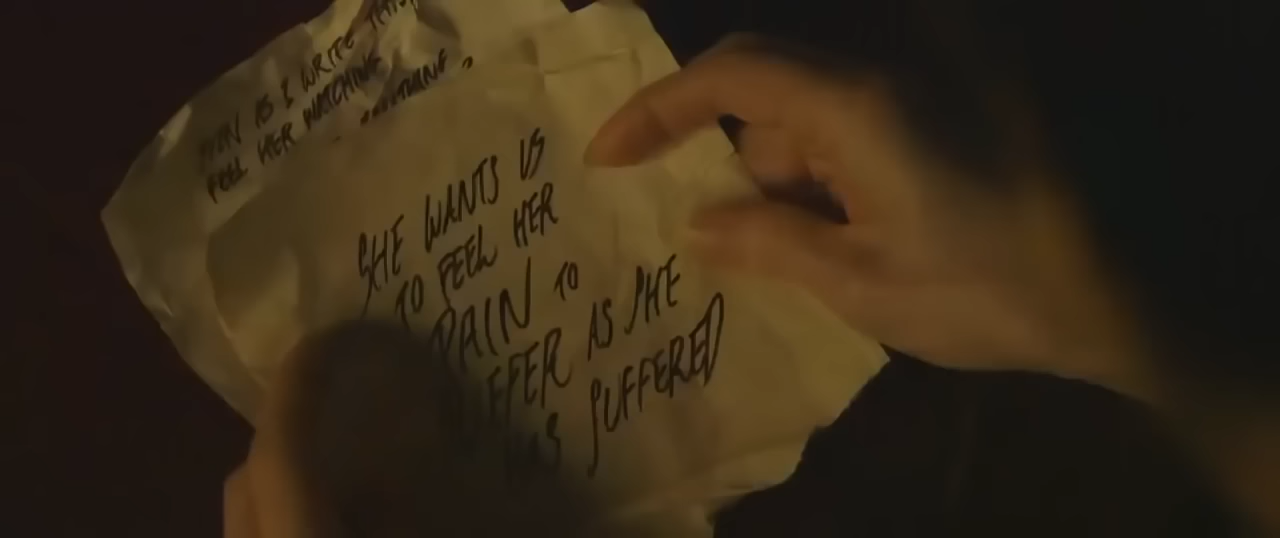 EVEN AS I WRITE THIS,
FEEL HER WATCHING
SHE WANTS US
TO FEEL HER
PAIN TO
AS SHE
SUFFERED